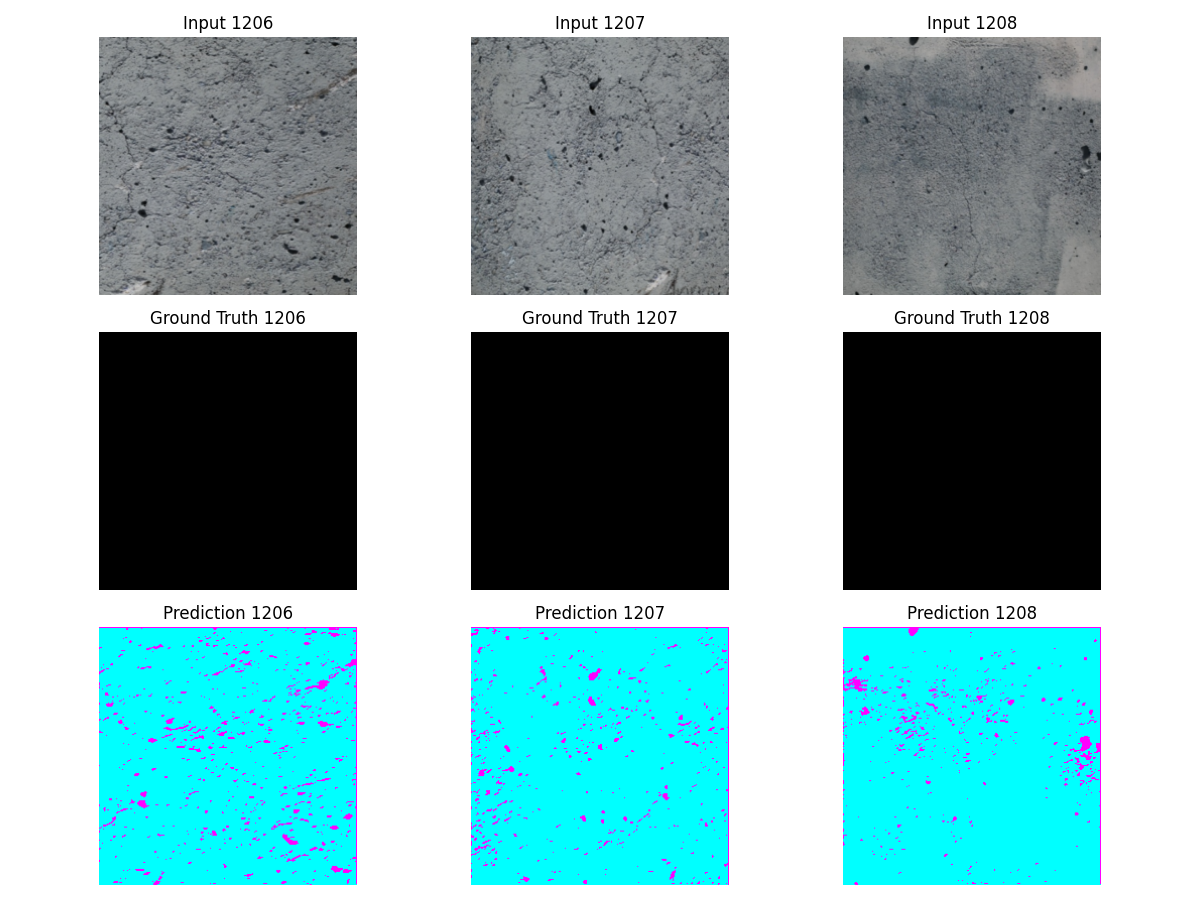 Input 1206
Input 1207
Input 1208
Ground Truth 1206
Ground Truth 1207
Ground Truth 1208
Prediction 1206
Prediction 1207
Prediction 1208